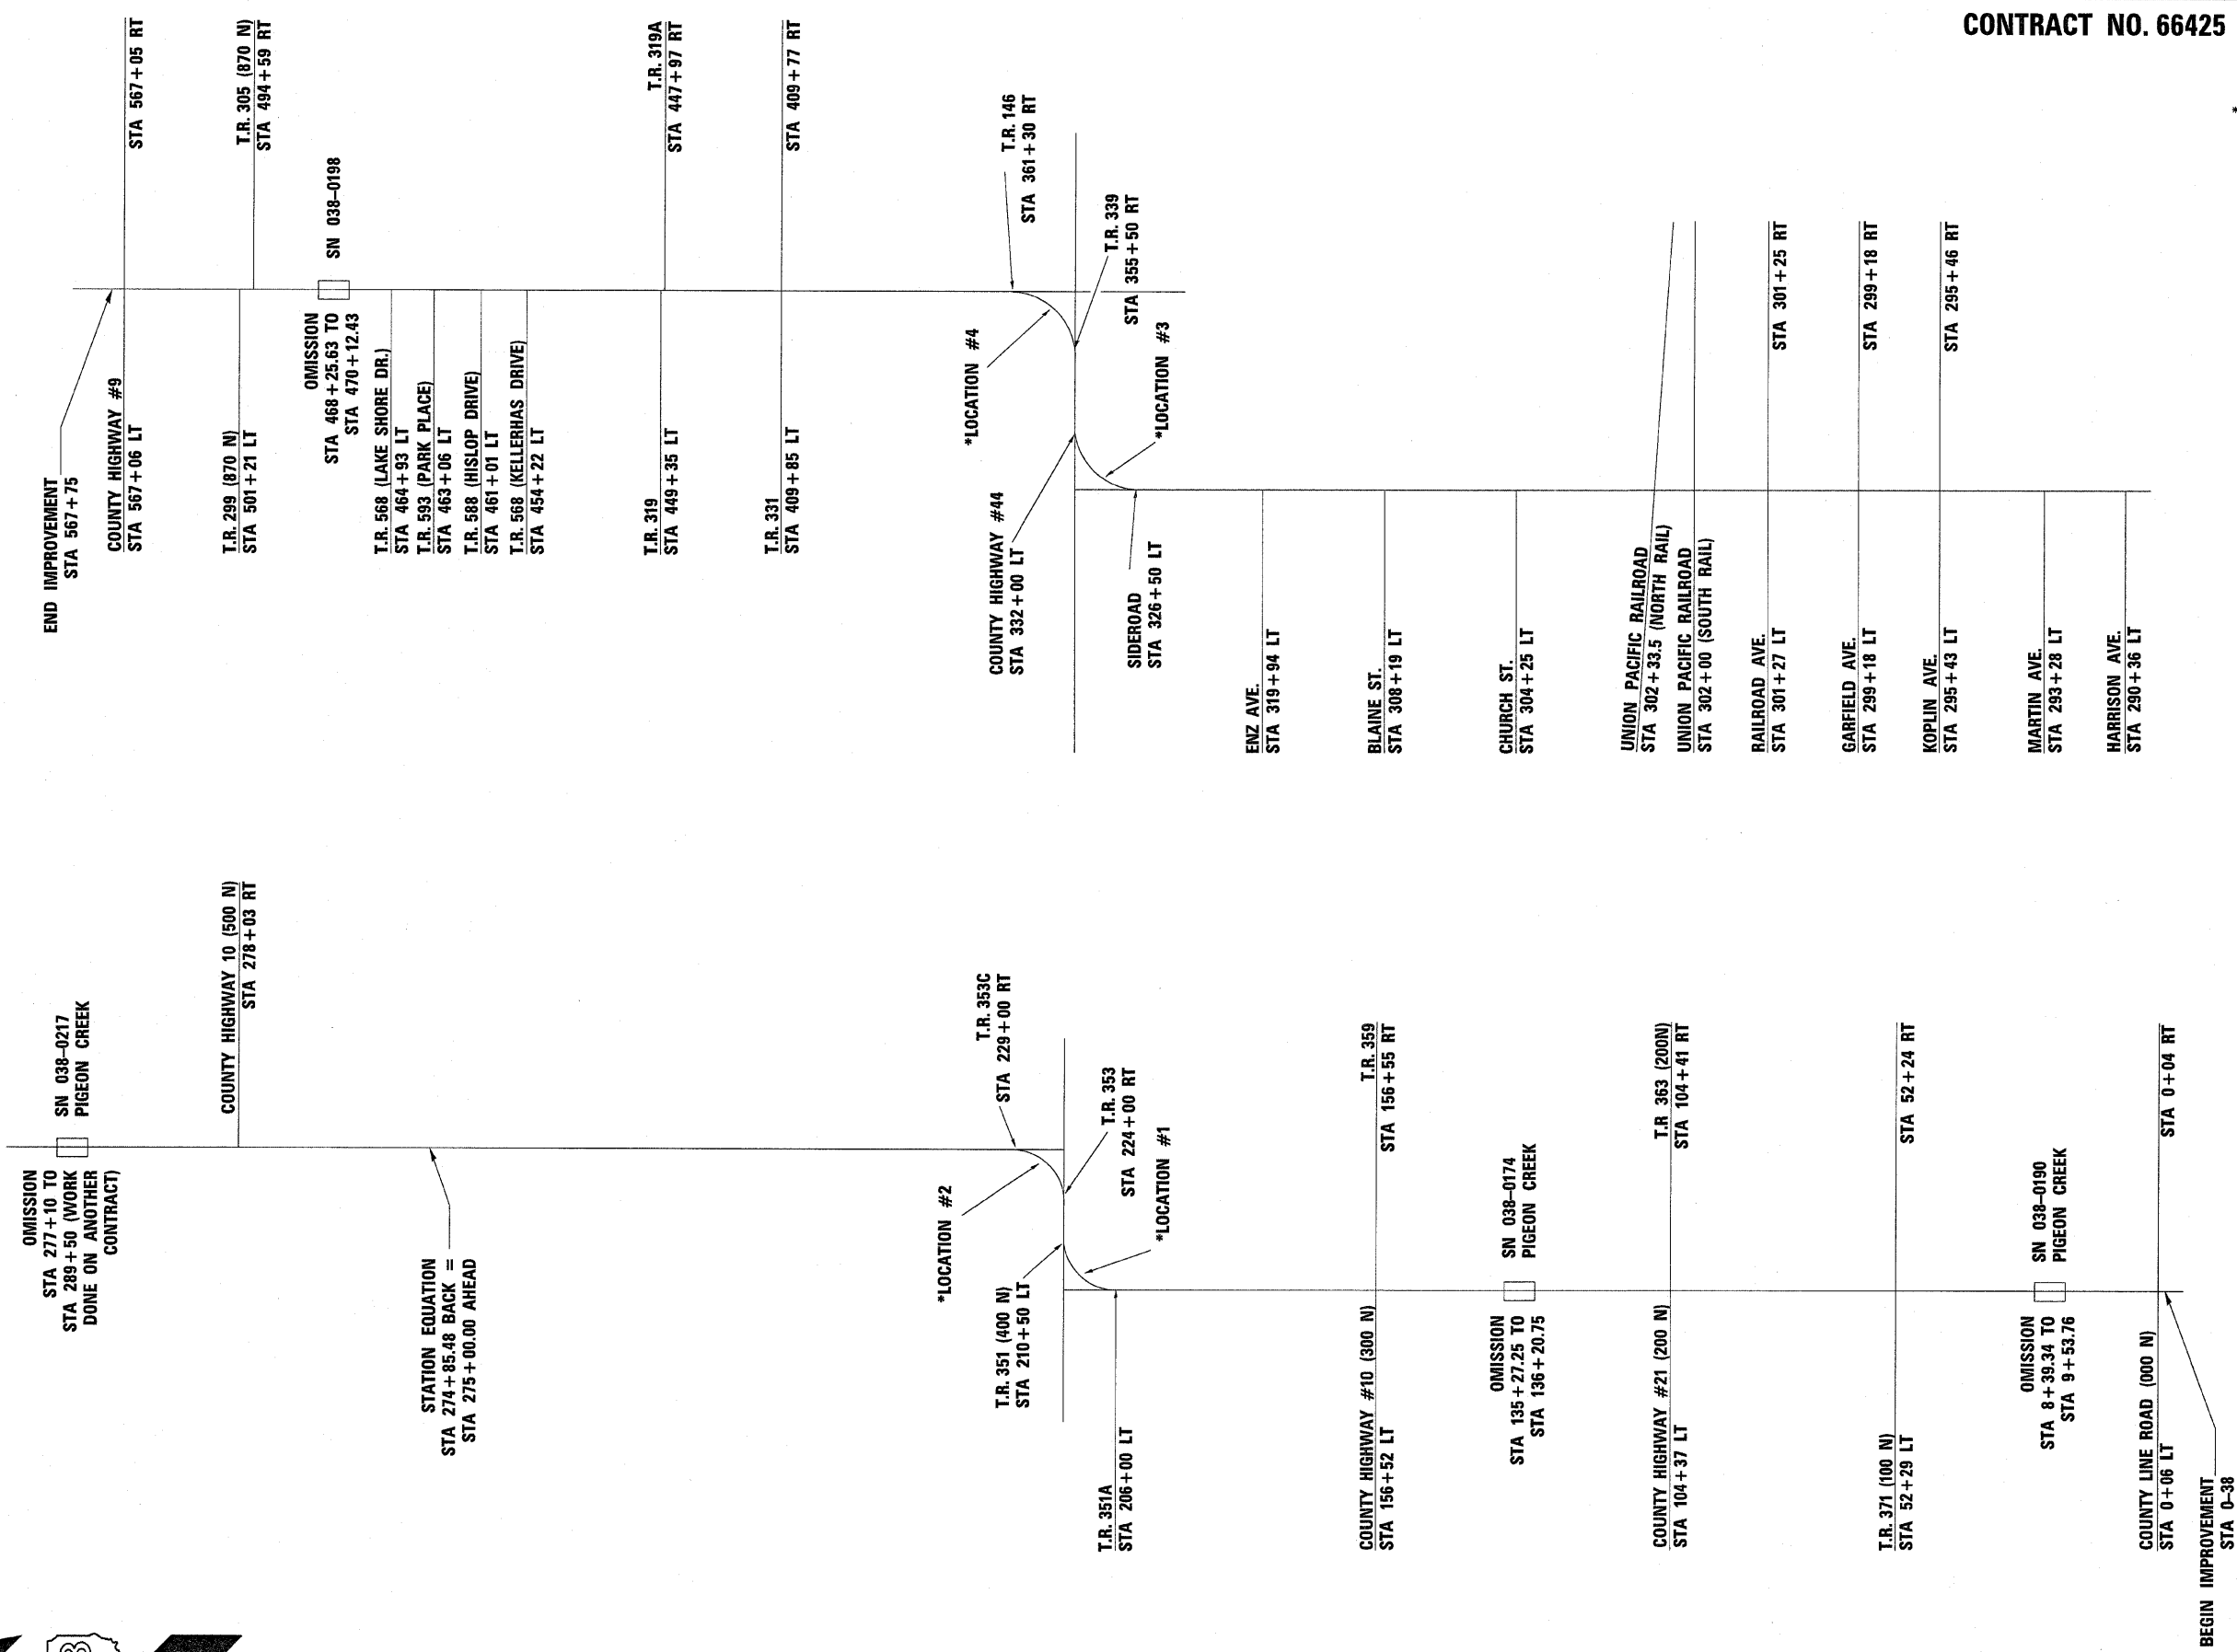 CONTRACT NO. 66425
END IMPROVEMENT
STA 567+75
COUNTY HIGHWAY #9
STA 567+06 LT
STA 567+05 RT
T.R. 299 (870 N)
STA 501+21 LT
T.R. 305 (870 N)
STA 494+59 RT
OMISSION
STA 468+25.63 TO
STA 470+12.43
SN 038-0198
T.R. 568 (LAKE SHORE DR.)
STA 464+93 LT
T.R. 593 (PARK PLACE)
STA 463+06 LT
T.R. 588 (HISLOP DRIVE)
STA 461+01 LT
T.R. 568 (KELLERHAS DRIVE)
STA 454+22 LT
T.R. 319
STA 449+35 LT
T.R. 319A
STA 447+97 RT
T.R. 331
STA 409+85 LT
STA 409+77 RT
T.R. 146
STA 361+30 RT
*LOCATION #4
T.R. 339
STA 355+50 RT
*LOCATION #3
COUNTY HIGHWAY #44
STA 332+00 LT
SIDEROAD
STA 326+50 LT
ENZ AVE.
STA 319+94 LT
BLAINE ST.
STA 308+19 LT
CHURCH ST.
STA 304+25 LT
UNION PACIFIC RAILROAD
STA 302+33.5 (NORTH RAIL)
UNION PACIFIC RAILROAD
STA 302+00 (SOUTH RAIL)
RAILROAD AVE.
STA 301+27 LT
STA 301+25 RT
GARFIELD AVE.
STA 299+18 LT
STA 299+18 RT
KOPLIN AVE.
STA 295+43 LT
STA 295+46 RT
MARTIN AVE.
STA 293+28 LT
HARRISON AVE.
STA 290+36 LT
*
OMISSION
STA 277+10 TO
STA 289+50 (WORK
DONE ON ANOTHER
CONTRACT)
SN 038-0217
PIGEON CREEK
COUNTY HIGHWAY 10 (500 N)
STA 278+03 RT
STATION EQUATION
STA 274+85.48 BACK =
STA 275+00.00 AHEAD
T.R. 353C
STA 229+00 RT
*LOCATION #2
T.R. 353
STA 224+00 RT
*LOCATION #1
T.R. 351 (400 N)
STA 210+50 LT
T.R. 351A
STA 206+00 LT
COUNTY HIGHWAY #10 (300 N)
STA 156+52 LT
T.R. 359
STA 156+55 RT
OMISSION
STA 135+27.25 TO
STA 136+20.75
SN 038-0174
PIGEON CREEK
COUNTY HIGHWAY #21 (200 N)
STA 104+37 LT
T.R 363 (200N)
STA 104+41 RT
T.R. 371 (100 N)
STA 52+29 LT
STA 52+24 RT
OMISSION
STA 8+39.34 TO
STA 9+53.76
SN 038-0190
PIGEON CREEK
COUNTY LINE ROAD (000 N)
STA 0+06 LT
STA 0+04 RT
BEGIN IMPROVEMENT
STA 0-38